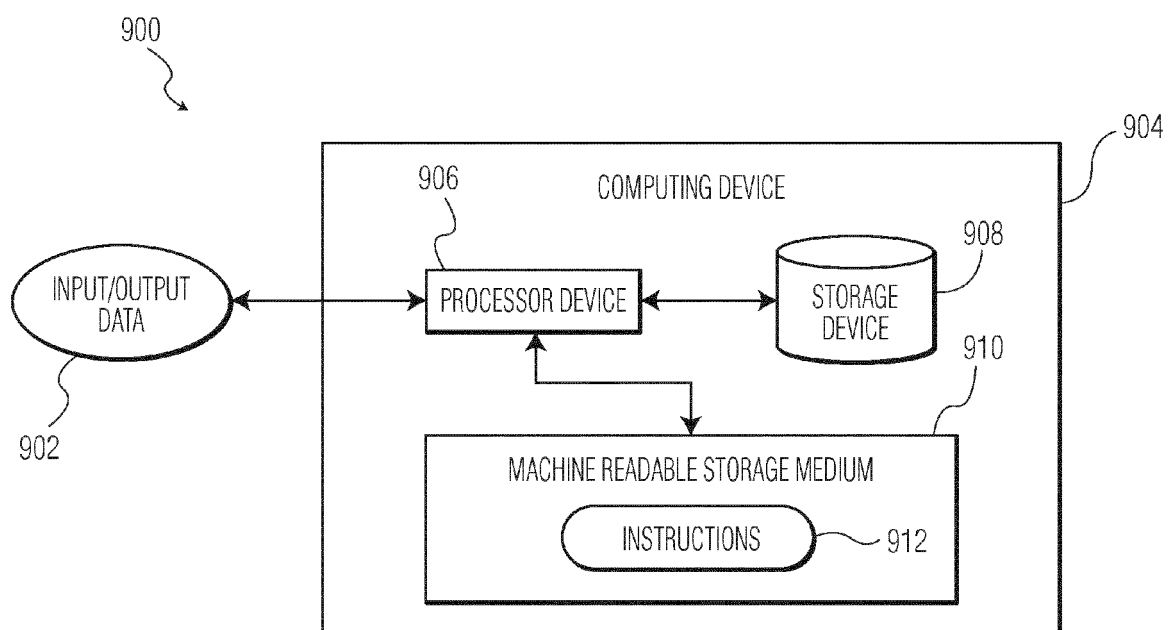 900
904
COMPUTING DEVICE
906
908
INPUT/OUTPUT
DATA
PROCESSOR DEVICE
STORAGE
DEVICE
910
902
MACHINE READABLE STORAGE MEDIUM
INSTRUCTIONS
912